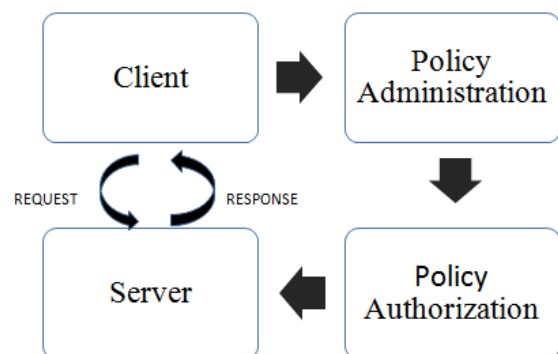 Client
Policy
Administration
REQUEST
RESPONSE
Server
Policy
Authorization